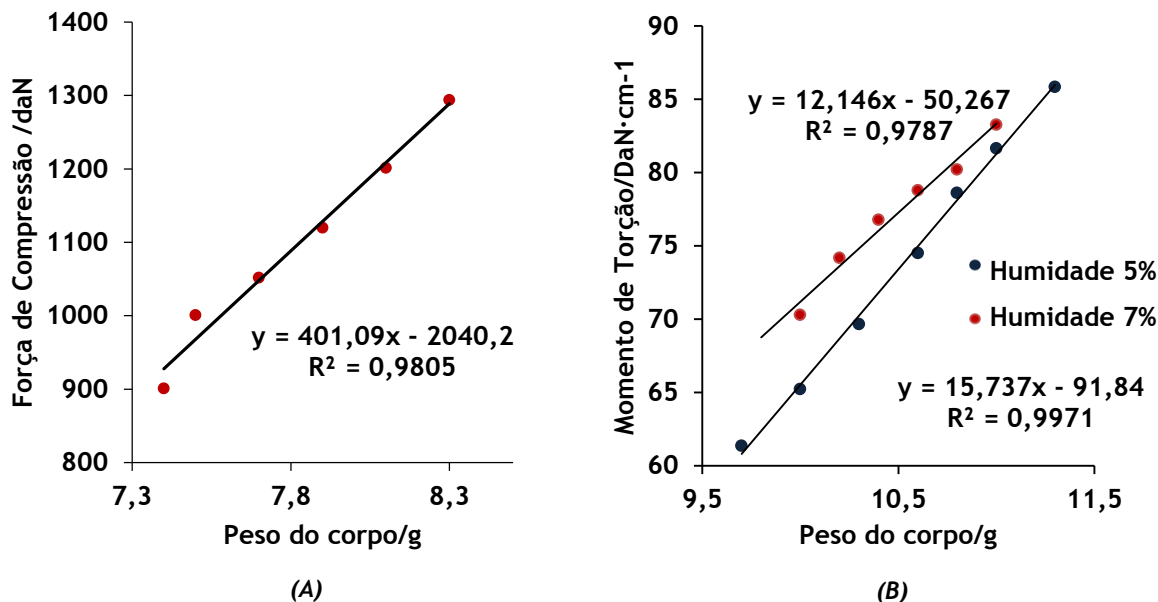 Força de Compressão /daN
1400
1300
1200
1100
1000
900
800
y = 401,09x - 2040,2
R² = 0,9805
7,3
7,8
8,3
Peso do corpo/g
(A)
Momento de Torção/DaN·cm-1
90
85
80
75
70
65
60
y = 12,146x - 50,267
R² = 0,9787
Humidade 5%
Humidade 7%
y = 15,737x - 91,84
R² = 0,9971
9,5
10,5
11,5
Peso do corpo/g
(B)